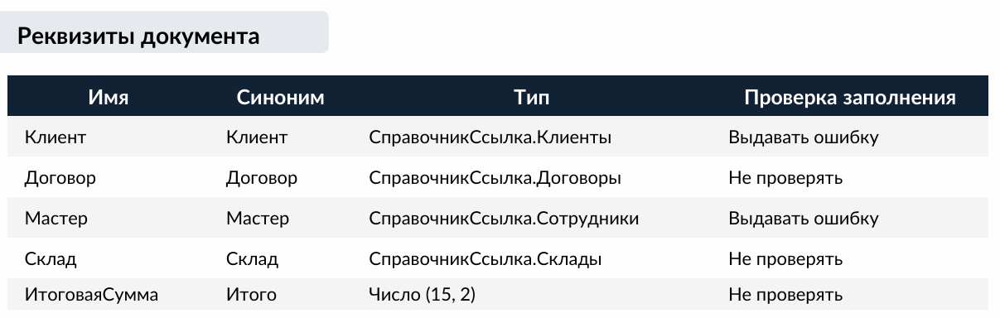 Реквизиты документа
Имя Синоним Тип Проверка заполнения
Клиент Клиент СправочникСсылка.Клиенты Выдавать ошибку
Договор Договор СправочникСсылка.Договоры Не проверять
Мастер Мастер СправочникСсылка.Сотрудники Выдавать ошибку
Склад Склад СправочникСсылка.Склады Не проверять
ИтоговаяСумма Итого Число (15, 2) Не проверять